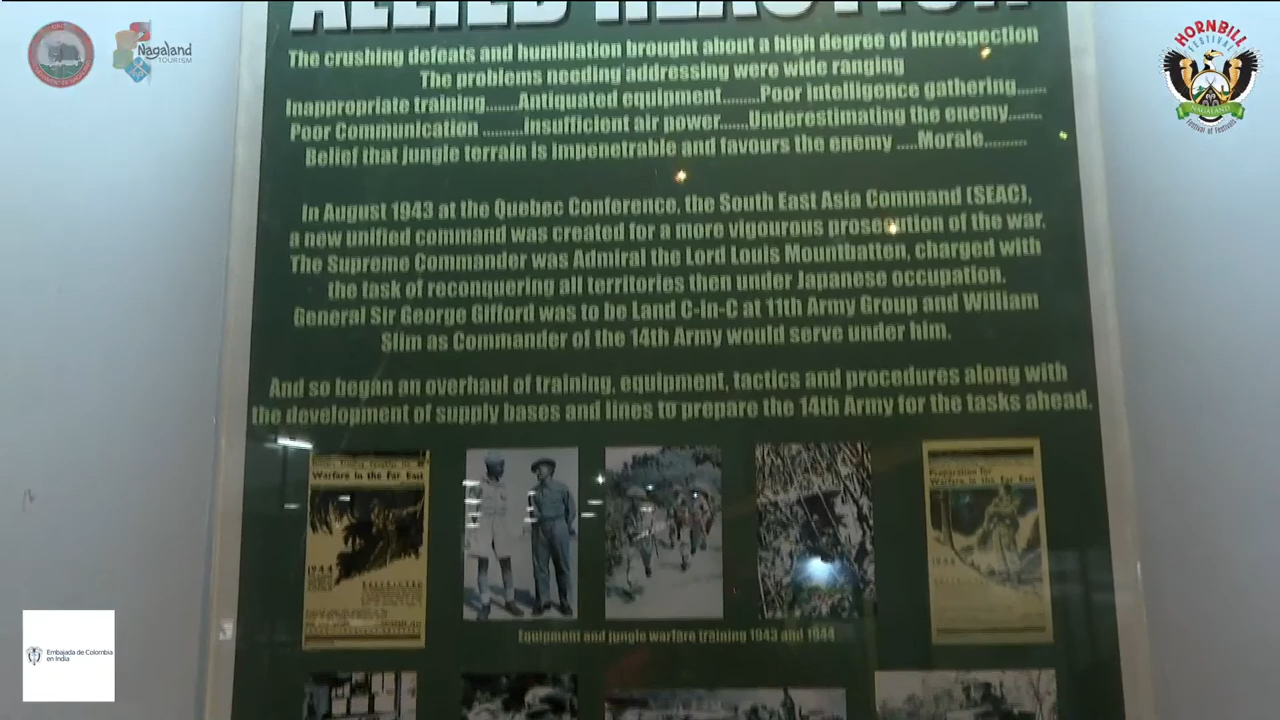 ALLIED REACTION
The crushing defeats and humiliation brought about a high degree of introspection
The problems needing addressing were wide ranging
Inappropriate training......Antiquated equipment........Poor intelligence gathering......
Poor Communication .........Insufficient air power......Underestimating the enemy.......
Belief that jungle terrain is impenetrable and favours the enemy ....Morale.........
In August 1943 at the Quebec Conference, the South East Asia Command (SEAC),
a new unified command was created for a more vigourous prosecution of the war.
The Supreme Commander was Admiral the Lord Louis Mountbatten, charged with
the task of reconquering all territories then under Japanese occupation.
General Sir George Gifford was to be Land C-in-C at 11th Army Group and William
Slim as Commander of the 14th Army would serve under him.
And so began an overhaul of training, equipment, tactics and procedures along with
the development of supply bases and lines to prepare the 14th Army for the tasks ahead.
Warfare in the Far East
1944
Preparation for
Warfare in the Far East
1944
Equipment and jungle warfare training 1943 and 1944
Nagaland
TOURISM
HORNBILL
FESTIVAL
NAGALAND
Festival of Festivals
Embajada de Colombia
en India